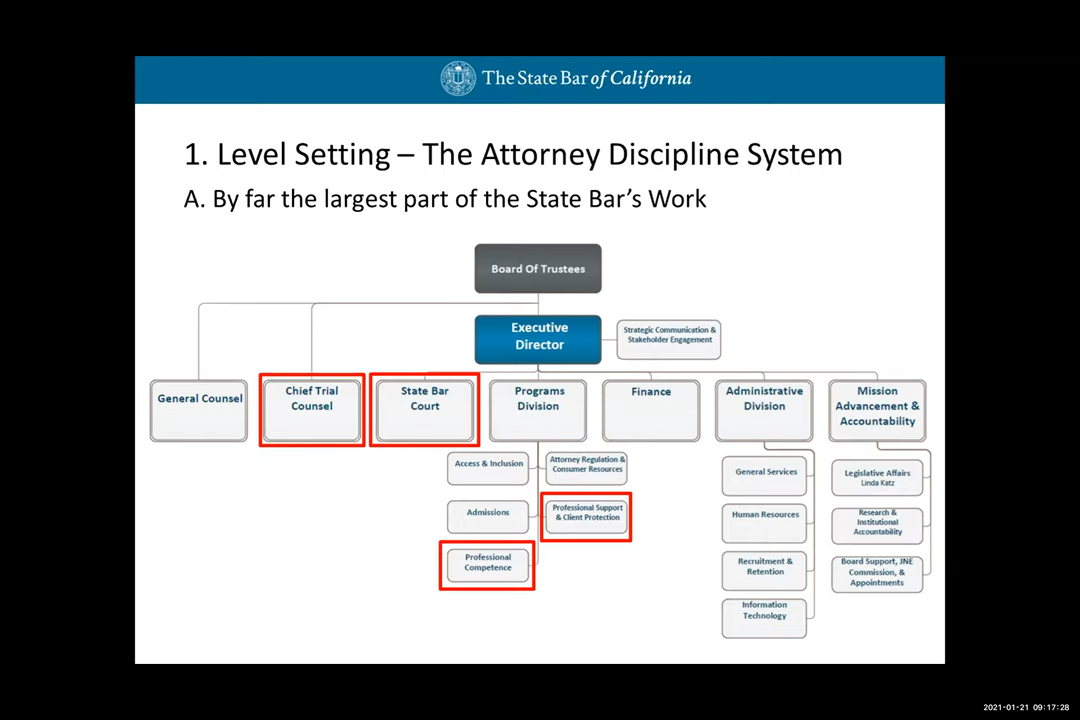 The State Bar of California
1. Level Setting – The Attorney Discipline System
A. By far the largest part of the State Bar's Work
Board Of Trustees
Executive
Director
Strategic Communication &
Stakeholder Engagement
General Counsel
Chief Trial
Counsel
State Bar
Court
Programs
Division
Finance
Administrative
Division
Mission
Advancement &
Accountability
Access & Inclusion
Attorney Regulation &
Consumer Resources
Admissions
Professional Support
& Client Protection
Professional
Competence
General Services
Human Resources
Recruitment &
Retention
Information
Technology
Legislative Affairs
Linda Katz
Research &
Institutional
Accountability
Board Support, JNE
Commission, &
Appointments
2021-01-21 09:17:28